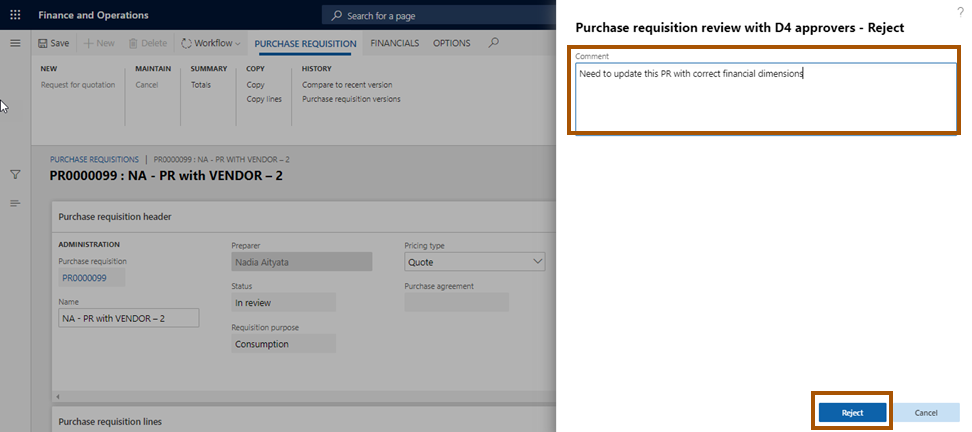 Finance and Operations
Search for a page
?
Save
New
Delete
Workflow
PURCHASE REQUISITION
FINANCIALS
OPTIONS
NEW
Request for quotation
MAINTAIN
Cancel
SUMMARY
Totals
COPY
Copy
Copy lines
HISTORY
Compare to recent version
Purchase requisition versions
PURCHASE REQUISITIONS | PR0000099 : NA - PR WITH VENDOR – 2
PR0000099 : NA - PR with VENDOR – 2
Purchase requisition header
ADMINISTRATION
Purchase requisition
PR0000099
Name
NA - PR with VENDOR – 2
Preparer
Nadia Aityata
Status
In review
Requisition purpose
Consumption
Pricing type
Quote
Purchase agreement
Purchase requisition lines
Purchase requisition review with D4 approvers - Reject
Comment
Need to update this PR with correct financial dimensions
Reject
Cancel